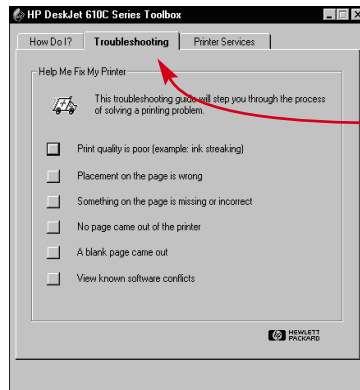 HP DeskJet 610C Series Toolbox
How Do I? Troubleshooting Printer Services
Help Me Fix My Printer
This troubleshooting guide will step you through the process
of solving a printing problem.
Print quality is poor (example: ink streaking)
Placement on the page is wrong
Something on the page is missing or incorrect
No page came out of the printer
A blank page came out
View known software conflicts
HEWLETT
PACKARD